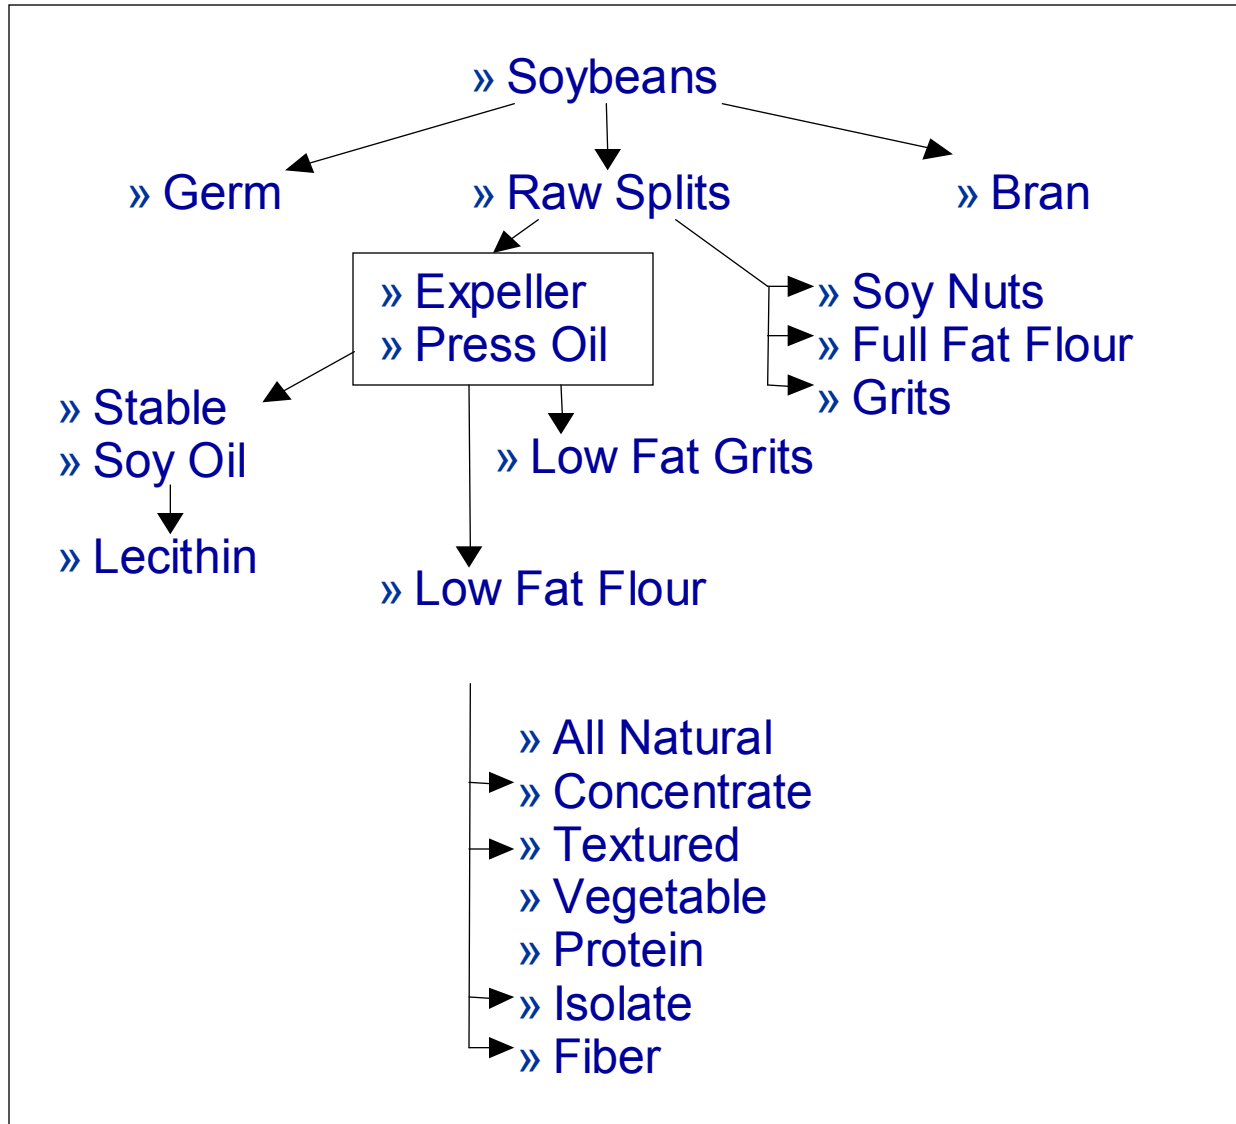 » Soybeans
» Germ
» Raw Splits
» Bran
» Expeller
» Press Oil
» Soy Nuts
» Full Fat Flour
» Grits
» Stable
» Soy Oil
» Low Fat Grits
» Lecithin
» Low Fat Flour
» All Natural
» Concentrate
» Textured
» Vegetable
» Protein
» Isolate
» Fiber